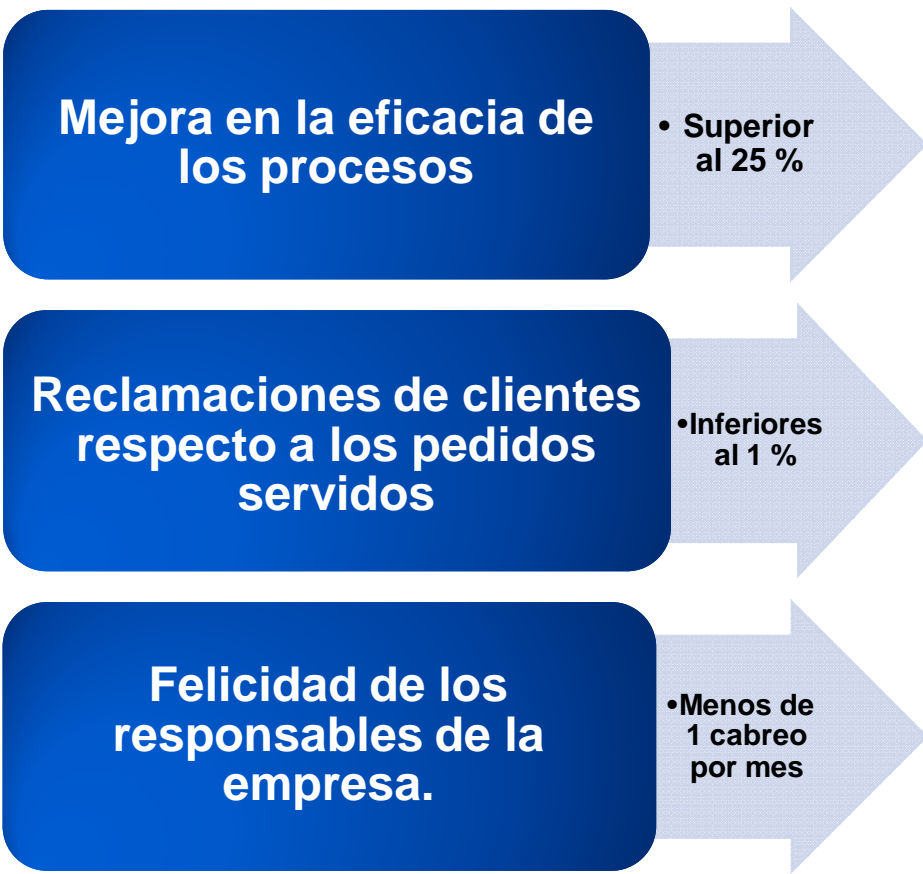 Mejora en la eficacia de
los procesos
• Superior
al 25 %
Reclamaciones de clientes
respecto a los pedidos
servidos
•Inferiores
al 1 %
Felicidad de los
responsables de la
empresa.
•Menos de
1 cabreo
por mes